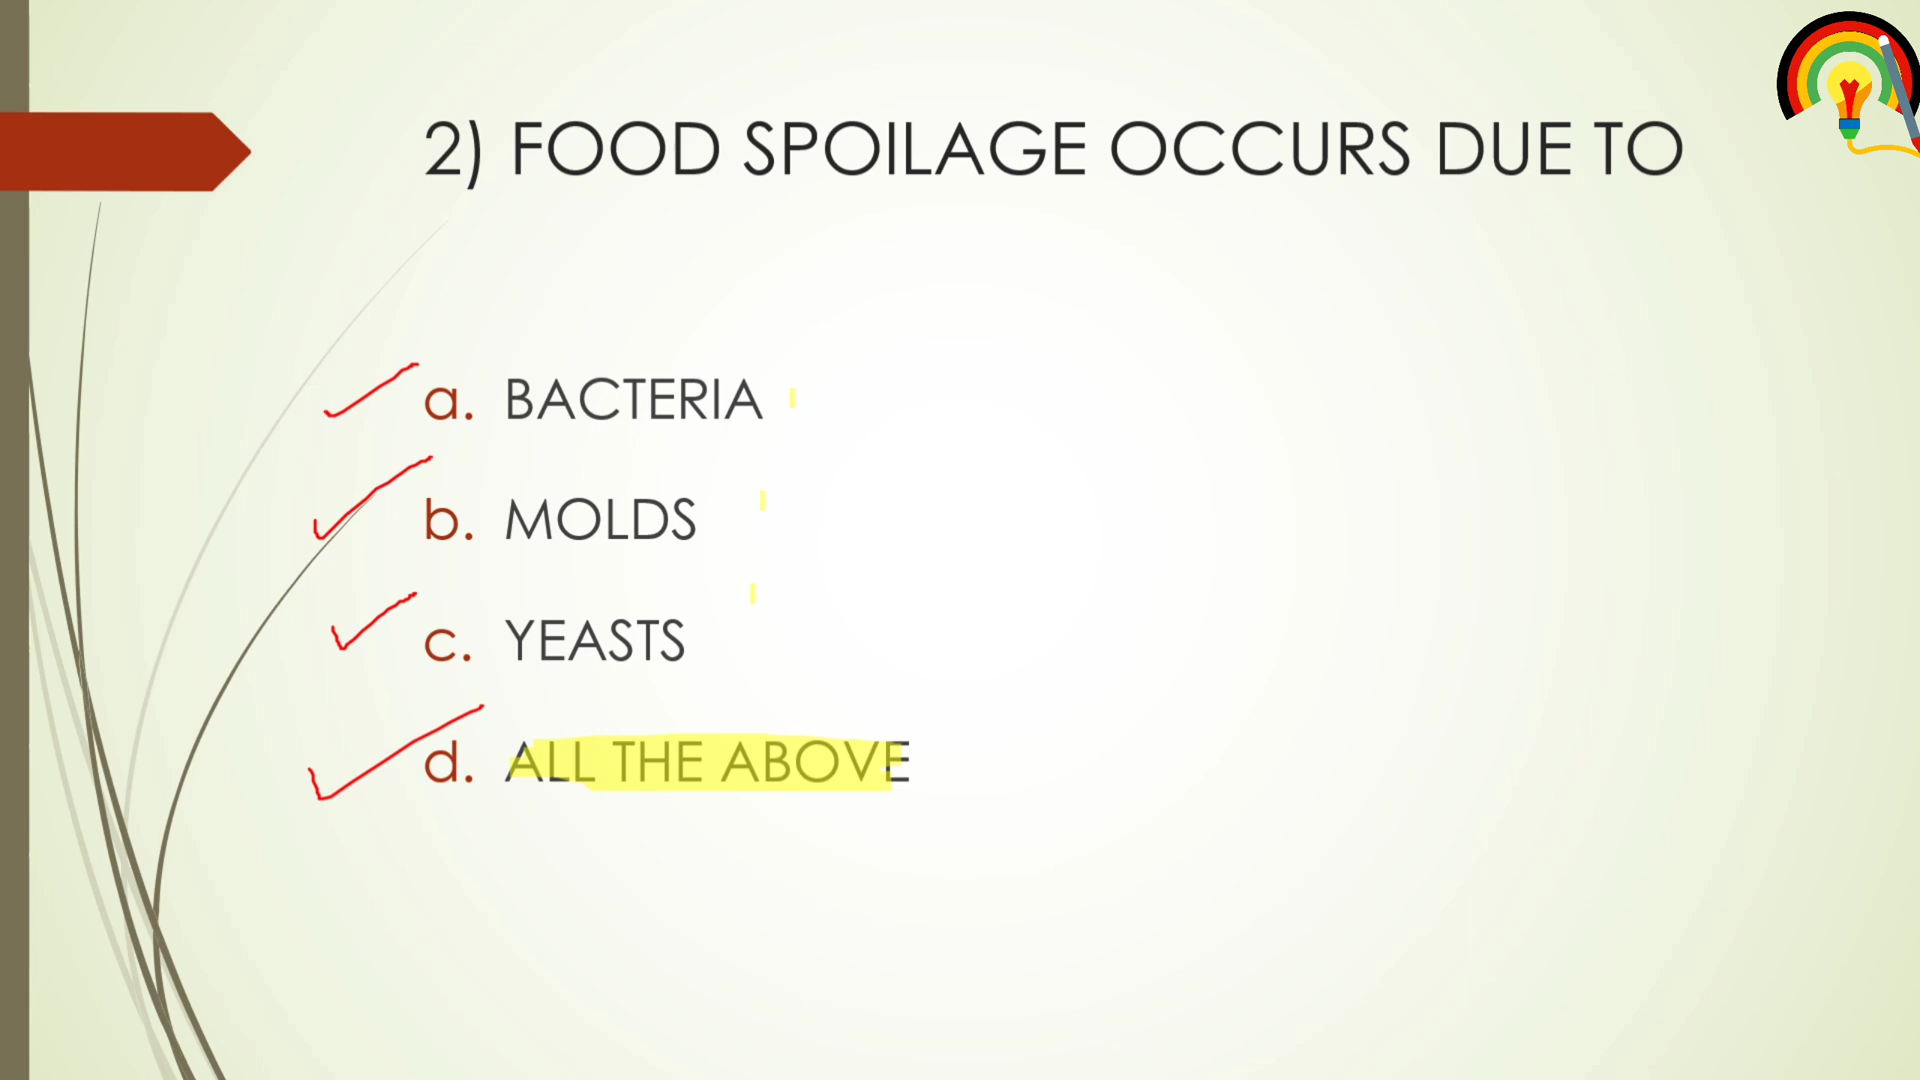 2) FOOD SPOILAGE OCCURS DUE TO
a. BACTERIA
b. MOLDS
c. YEASTS
d. ALL THE ABOVE